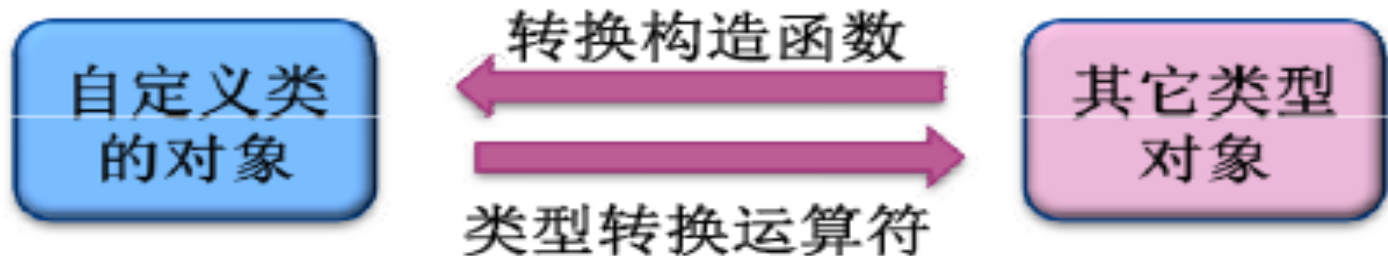 转换构造函数
自定义类
的对象
其它类型
对象
类型转换运算符